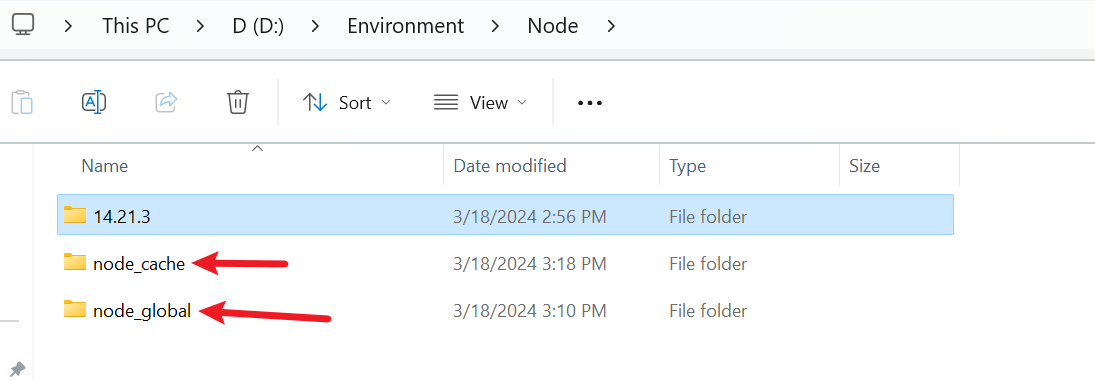 This PC > D (D:) > Environment > Node >
Sort View
Name Date modified Type Size
14.21.3 3/18/2024 2:56 PM File folder
node_cache 3/18/2024 3:18 PM File folder
node_global 3/18/2024 3:10 PM File folder